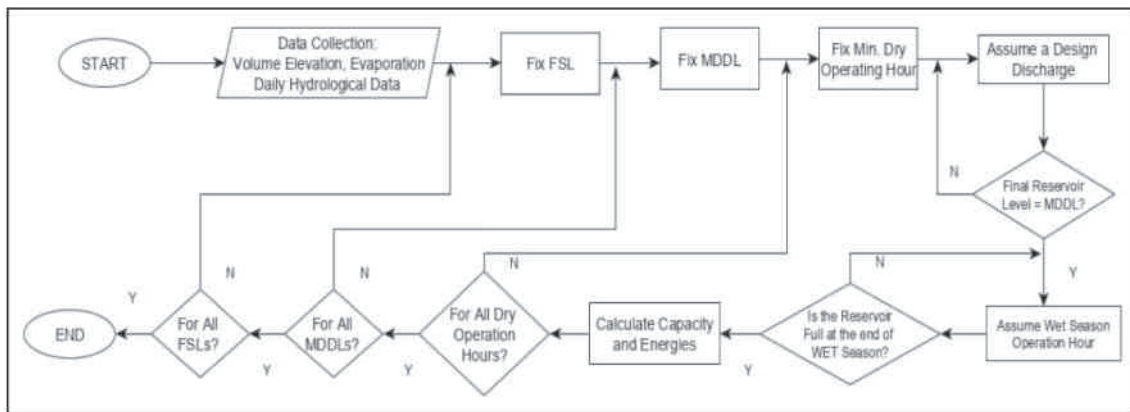 START
Data Collection:
Volume Elevation, Evaporation
Daily Hydrological Data
Fix FSL
Fix MDDL
Fix Min. Dry
Operating Hour
Assume a Design
Discharge
N
Final Reservoir
Level = MDDL?
Y
Assume Wet Season
Operation Hour
N
Is the Reservoir
Full at the end of
WET Season?
Y
Calculate Capacity
and Energies
N
For All Dry
Operation
Hours?
Y
N
For All
MDDLs?
Y
N
For All
FSLs?
Y
END